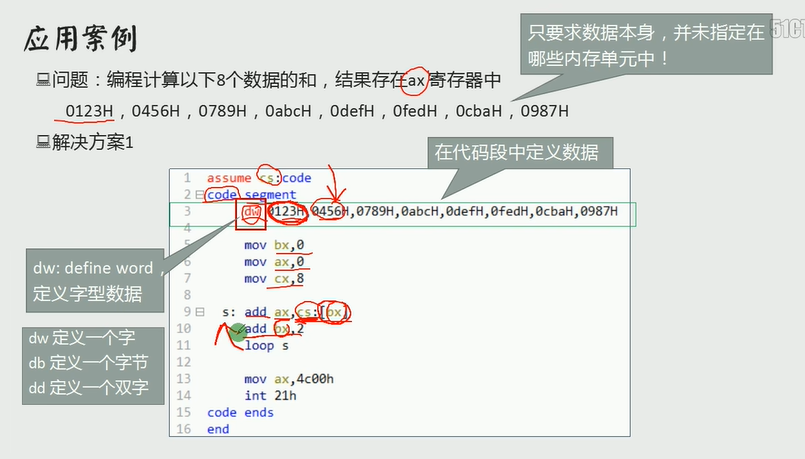 应用案例
只要求数据本身，并未指定在
哪些内存单元中！
问题：编程计算以下8个数据的和，结果存在ax寄存器中
0123H，0456H，0789H，0abcH，0defH，0fedH，0cbaH，0987H
解决方案1
在代码段中定义数据
1 assume cs:code
2 code segment
3 dw 0123H,0456H,0789H,0abcH,0defH,0fedH,0cbaH,0987H
4
5 mov bx,0
6 mov ax,0
7 mov cx,8
8
9 s: add ax,cs:[bx]
10 add bx,2
11 loop s
12
13 mov ax,4c00h
14 int 21h
15 code ends
16 end
dw: define word，
定义字型数据
dw 定义一个字
db 定义一个字节
dd 定义一个双字